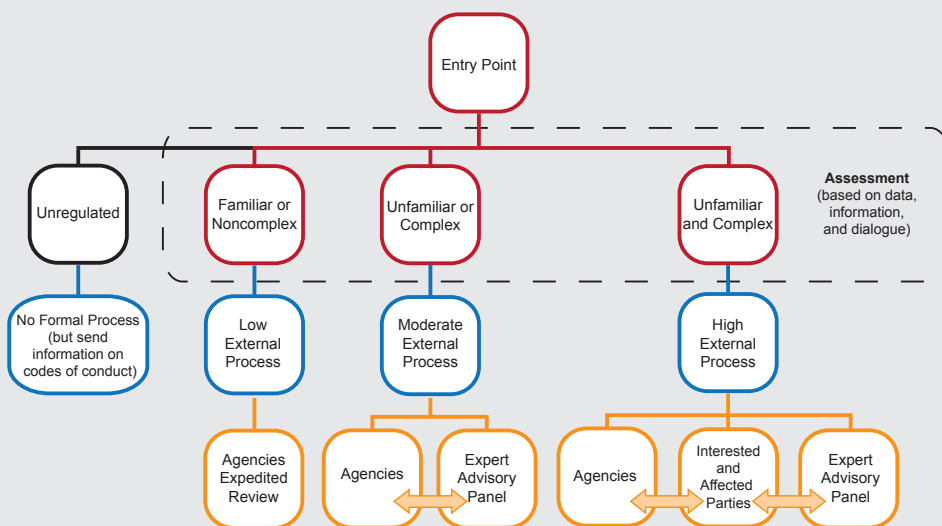 Entry Point
Unregulated
Familiar or
Noncomplex
Unfamiliar or
Complex
Unfamiliar
and Complex
Assessment
(based on data,
information,
and dialogue)
No Formal Process
(but send
information on
codes of conduct)
Low
External
Process
Moderate
External
Process
High
External
Process
Agencies
Expedited
Review
Agencies
Expert
Advisory
Panel
Agencies
Interested
and
Affected
Parties
Expert
Advisory
Panel